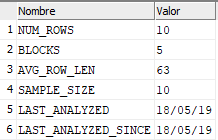 Nombre Valor
1 NUM_ROWS 10
2 BLOCKS 5
3 AVG_ROW_LEN 63
4 SAMPLE_SIZE 10
5 LAST_ANALYZED 18/05/19
6 LAST_ANALYZED_SINCE 18/05/19